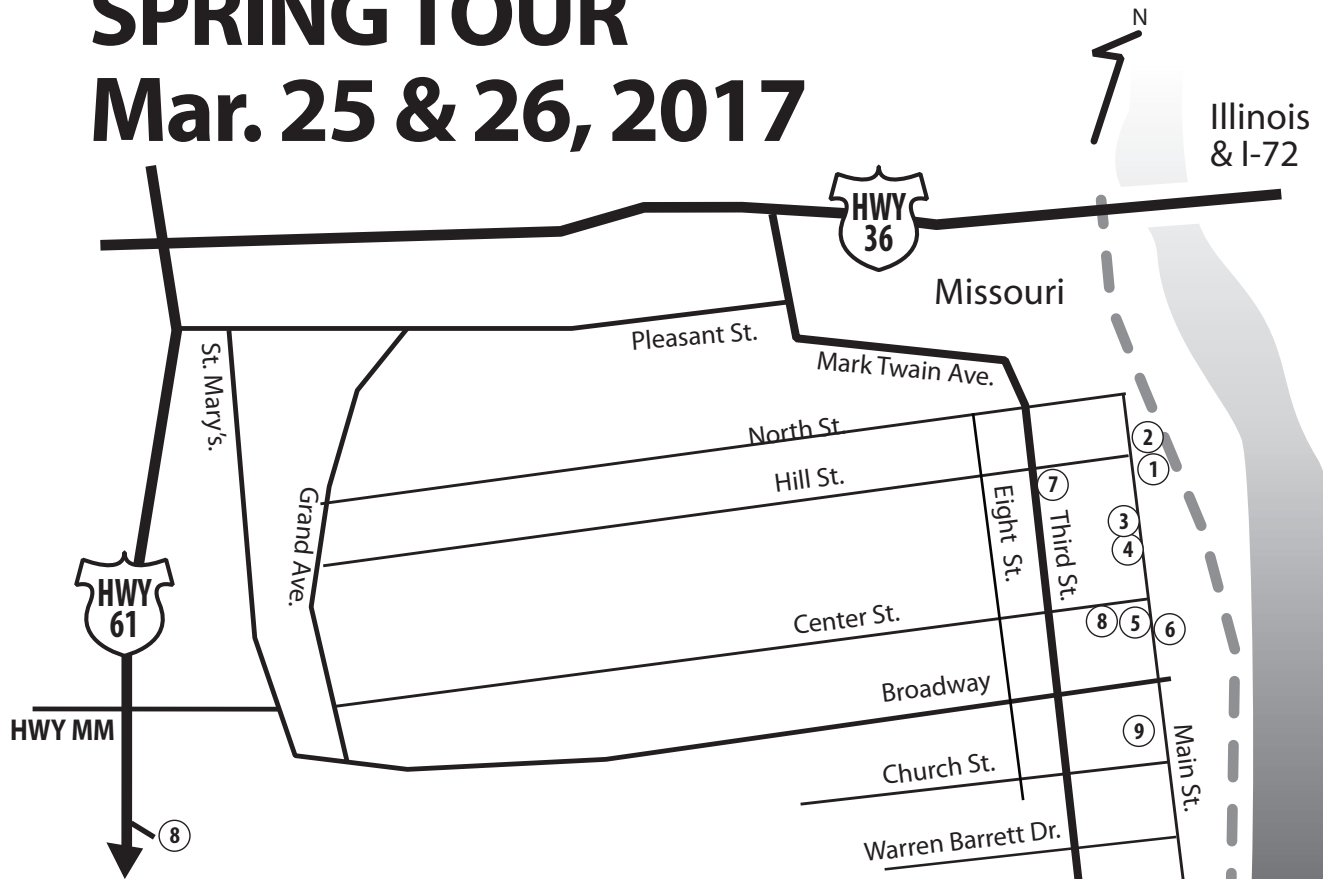 SPRING TOUR
Mar. 25 & 26, 2017
N
Illinois
& I-72
HWY
36
Missouri
Pleasant St.
Mark Twain Ave.
St. Mary's.
North St.
Hill St.
Grand Ave.
Eight St.
Third St.
2
1
7
3
4
HWY
61
Center St.
8
5
6
Broadway
HWY MM
9
Main St.
Church St.
8
Warren Barrett Dr.